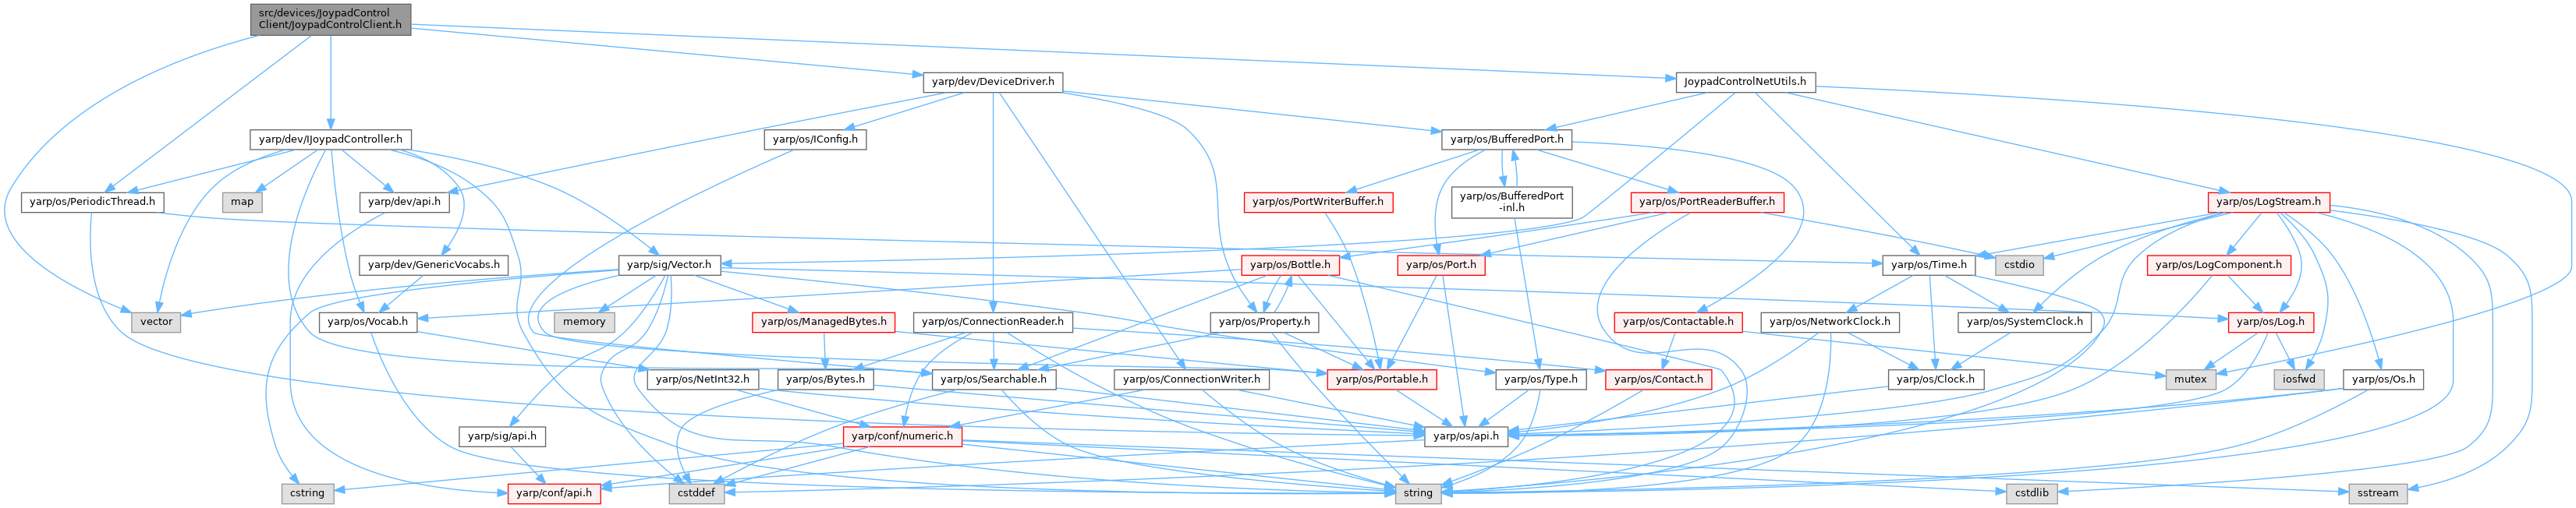 src/devices/JoypadControl
Client/JoypadControlClient.h
yarp/dev/DeviceDriver.h
JoypadControlNetUtils.h
yarp/dev/IJoypadController.h
yarp/os/IConfig.h
yarp/os/BufferedPort.h
yarp/os/PeriodicThread.h
map
yarp/dev/api.h
yarp/os/PortWriterBuffer.h
yarp/os/BufferedPort
-inl.h
yarp/os/PortReaderBuffer.h
yarp/os/LogStream.h
yarp/dev/GenericVocabs.h
yarp/sig/Vector.h
yarp/os/Bottle.h
yarp/os/Port.h
yarp/os/Time.h
cstdio
yarp/os/LogComponent.h
vector
yarp/os/Vocab.h
memory
yarp/os/ManagedBytes.h
yarp/os/ConnectionReader.h
yarp/os/Property.h
yarp/os/Contactable.h
yarp/os/NetworkClock.h
yarp/os/SystemClock.h
yarp/os/Log.h
yarp/os/NetInt32.h
yarp/os/Bytes.h
yarp/os/Searchable.h
yarp/os/ConnectionWriter.h
yarp/os/Portable.h
yarp/os/Type.h
yarp/os/Contact.h
yarp/os/Clock.h
mutex
iosfwd
yarp/os/Os.h
yarp/sig/api.h
yarp/conf/numeric.h
yarp/os/api.h
cstring
yarp/conf/api.h
cstddef
string
cstdlib
sstream